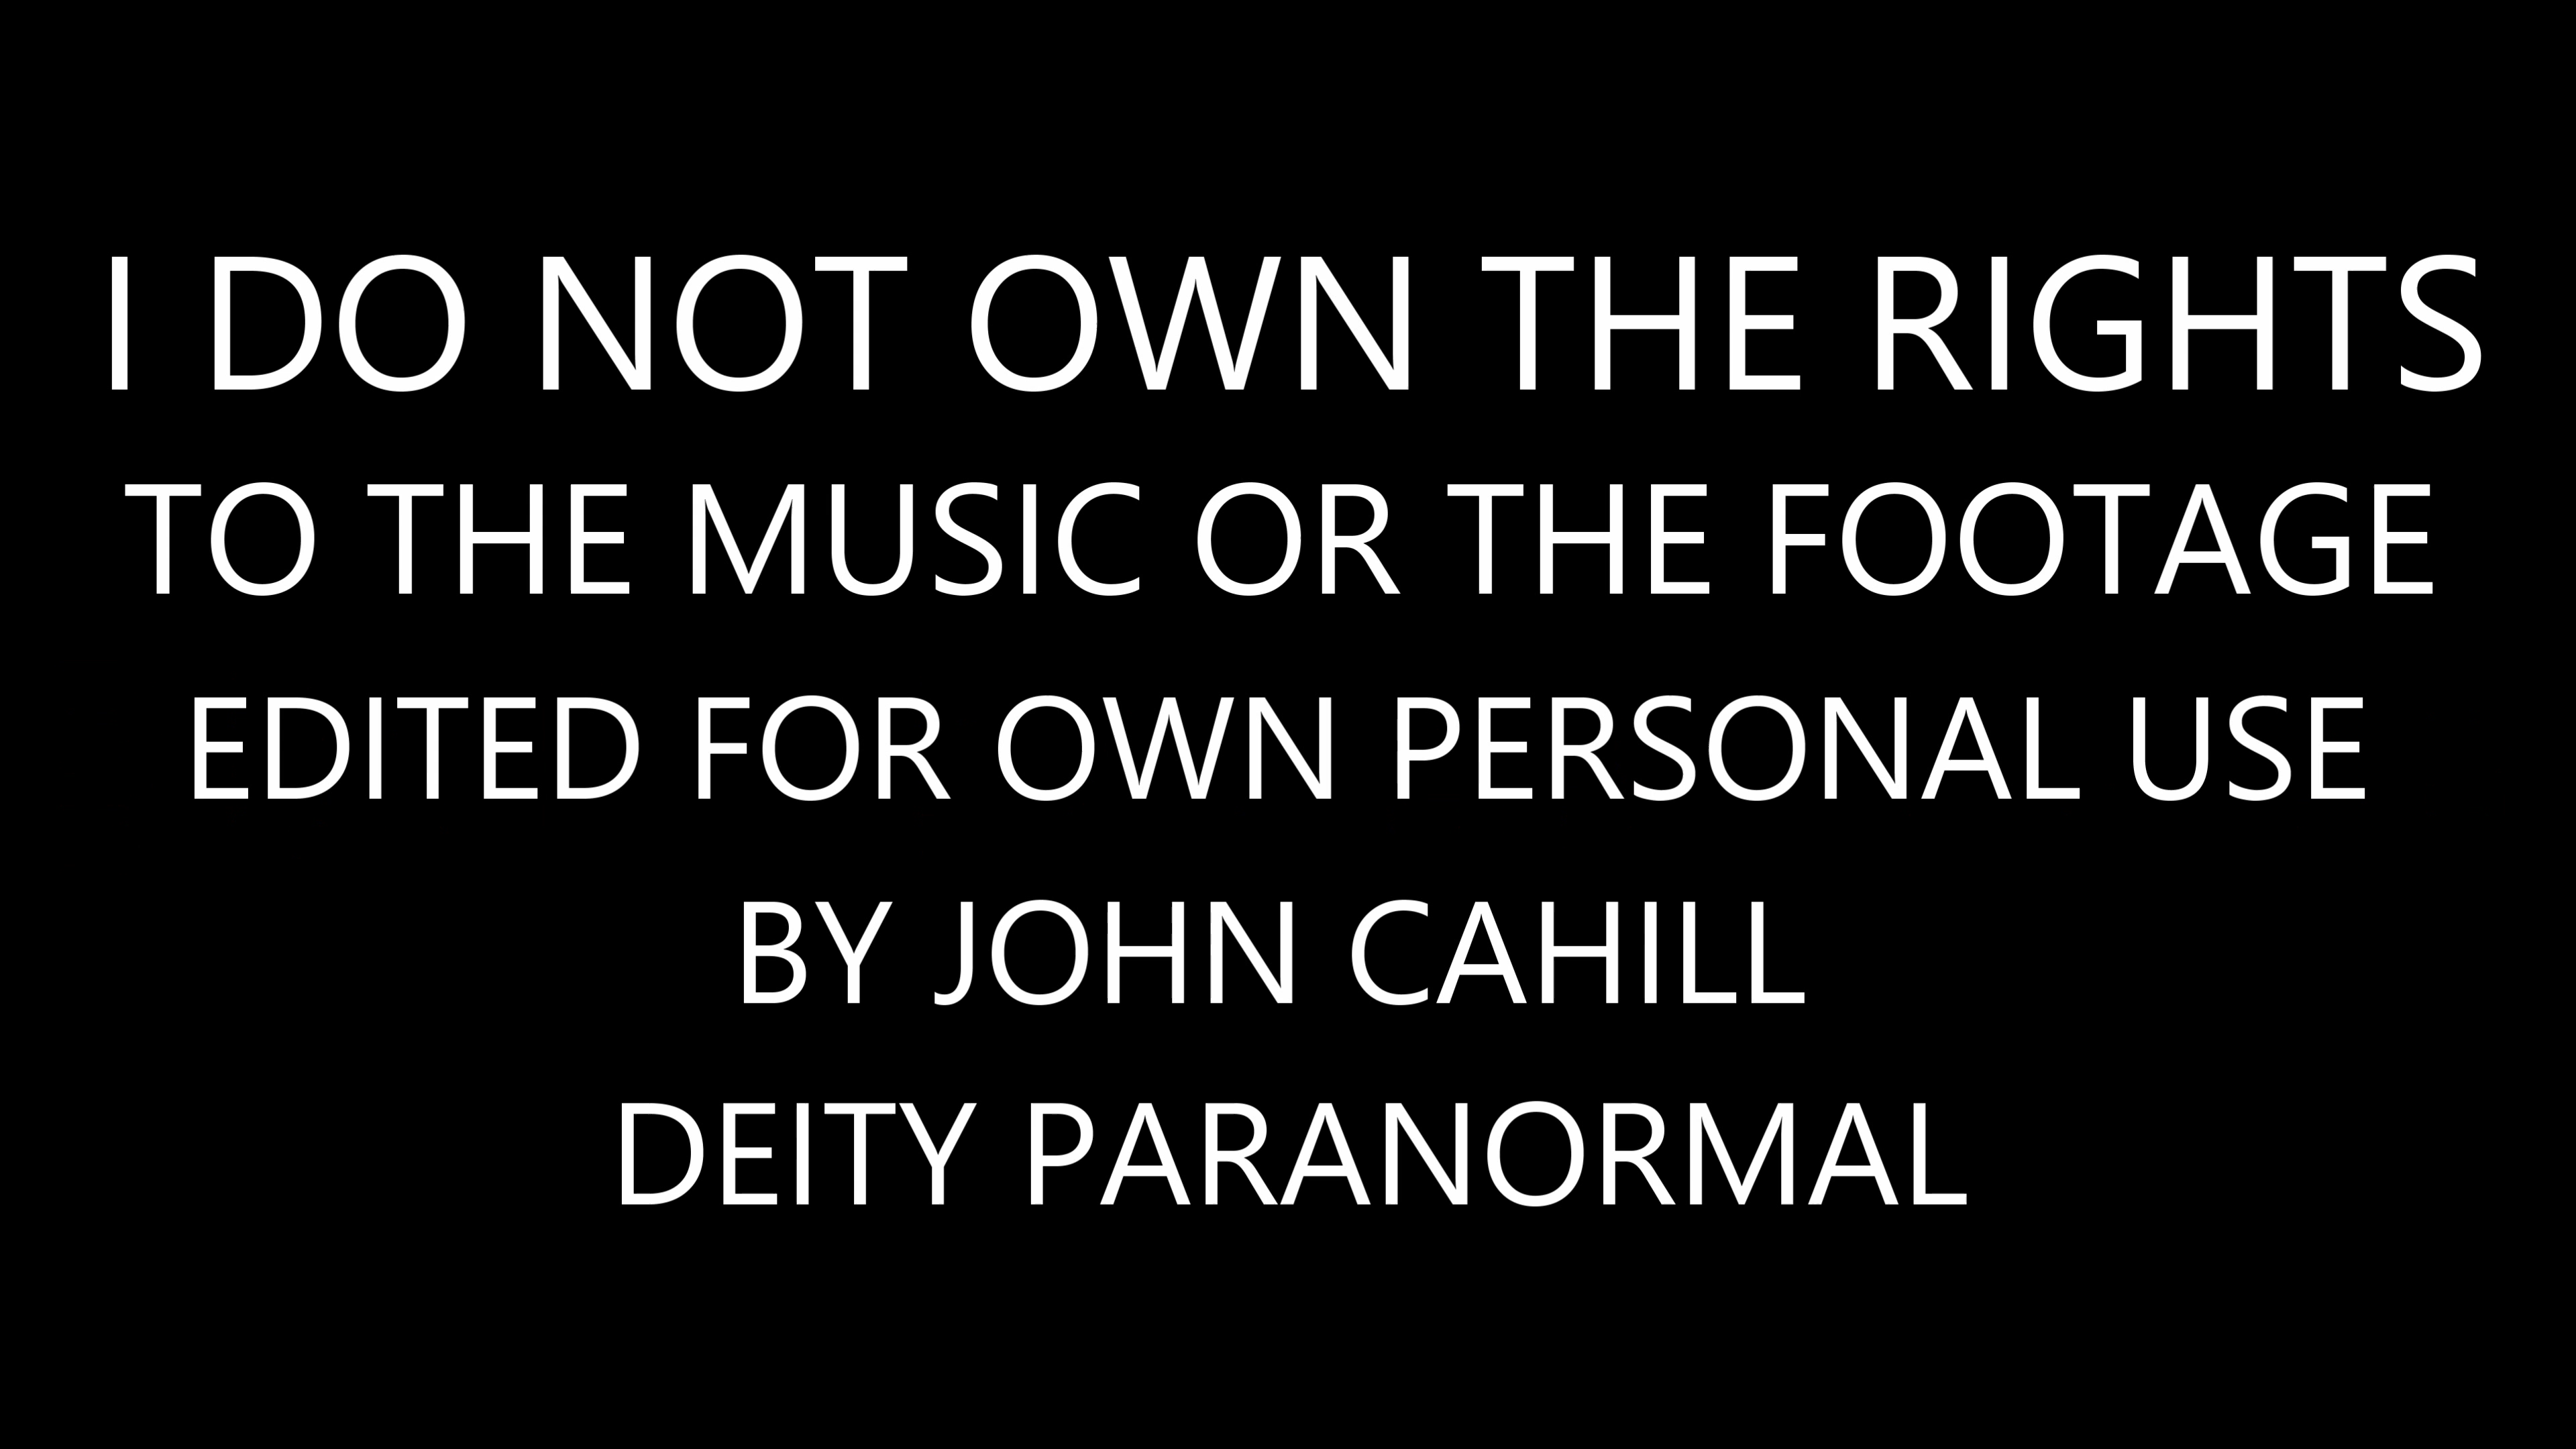 I DO NOT OWN THE RIGHTS
TO THE MUSIC OR THE FOOTAGE
EDITED FOR OWN PERSONAL USE
BY JOHN CAHILL
DEITY PARANORMAL